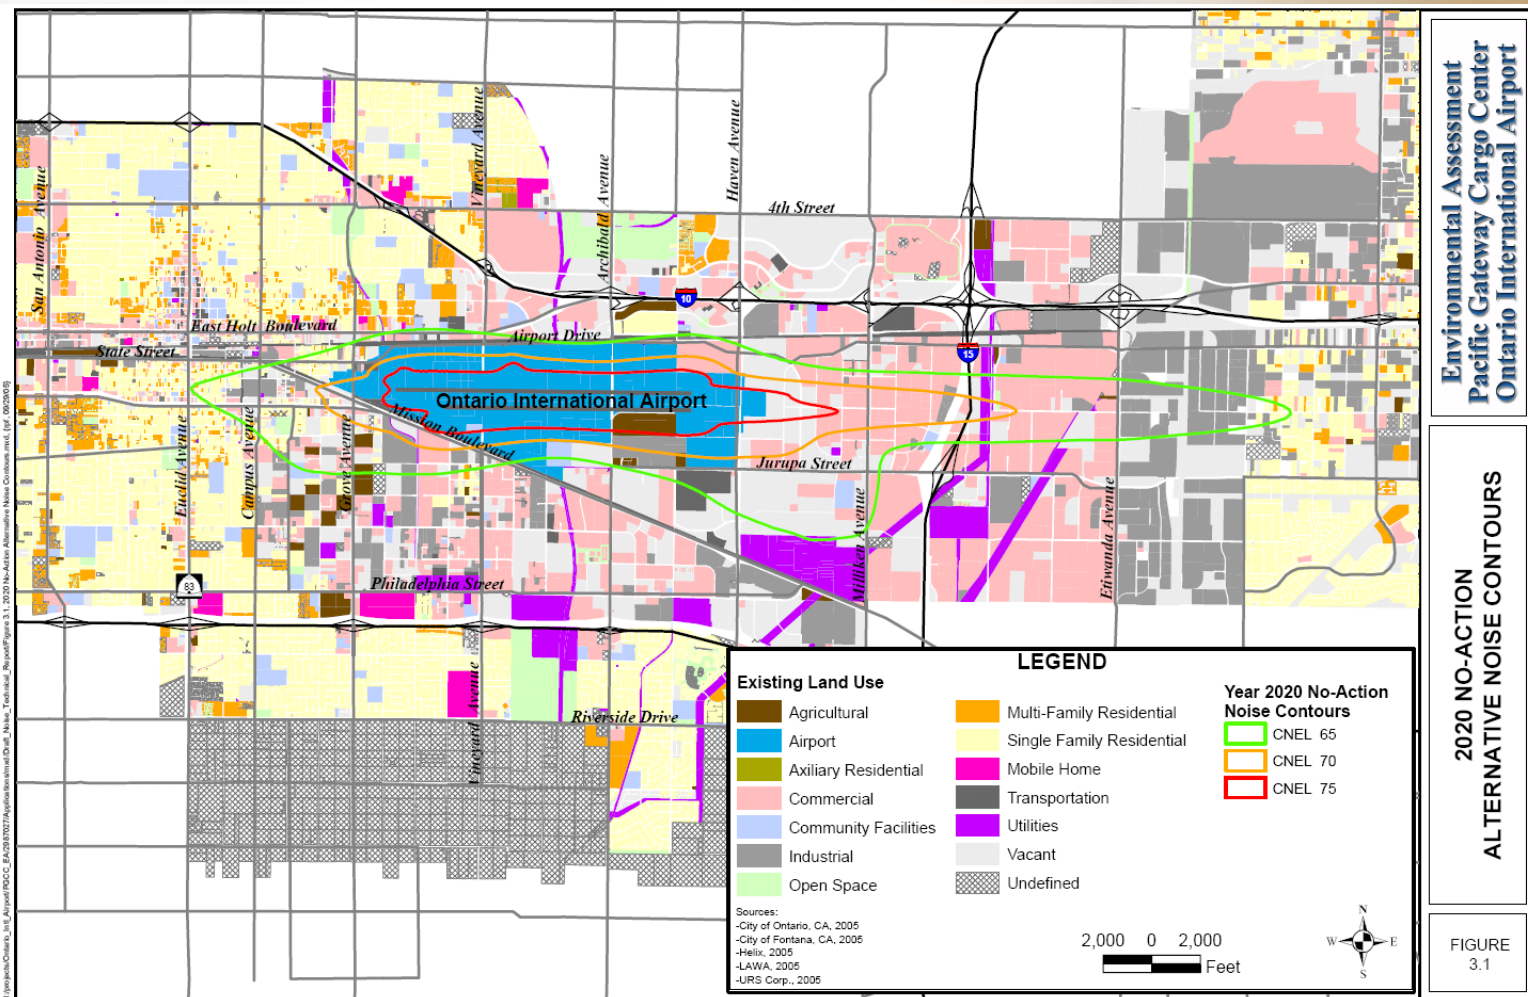 Environmental Assessment
Pacific Gateway Cargo Center
Ontario International Airport
2020 NO-ACTION
ALTERNATIVE NOISE CONTOURS
FIGURE
3.1
San Antonio Avenue
Euclid Avenue
Campus Avenue
Grove Avenue
Vineyard Avenue
Archibald Avenue
Haven Avenue
4th Street
10
East Holt Boulevard
State Street
Airport Drive
15
Ontario International Airport
Mission Boulevard
Jurupa Street
Milliken Avenue
Etiwanda Avenue
83
Philadelphia Street
Vineyard Avenue
Riverside Drive
LEGEND
Existing Land Use
Agricultural
Airport
Axiliary Residential
Commercial
Community Facilities
Industrial
Open Space
Multi-Family Residential
Single Family Residential
Mobile Home
Transportation
Utilities
Vacant
Undefined
Year 2020 No-Action
Noise Contours
CNEL 65
CNEL 70
CNEL 75
Sources:
-City of Ontario, CA, 2005
-City of Fontana, CA, 2005
-Helix, 2005
-LAWA, 2005
-URS Corp., 2005
2,000 0 2,000
Feet
N
W E
S